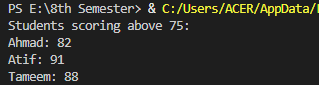 PS E:\8th Semester> & C:/Users/ACER/AppData/
Students scoring above 75:
Ahmad: 82
Atif: 91
Tameem: 88